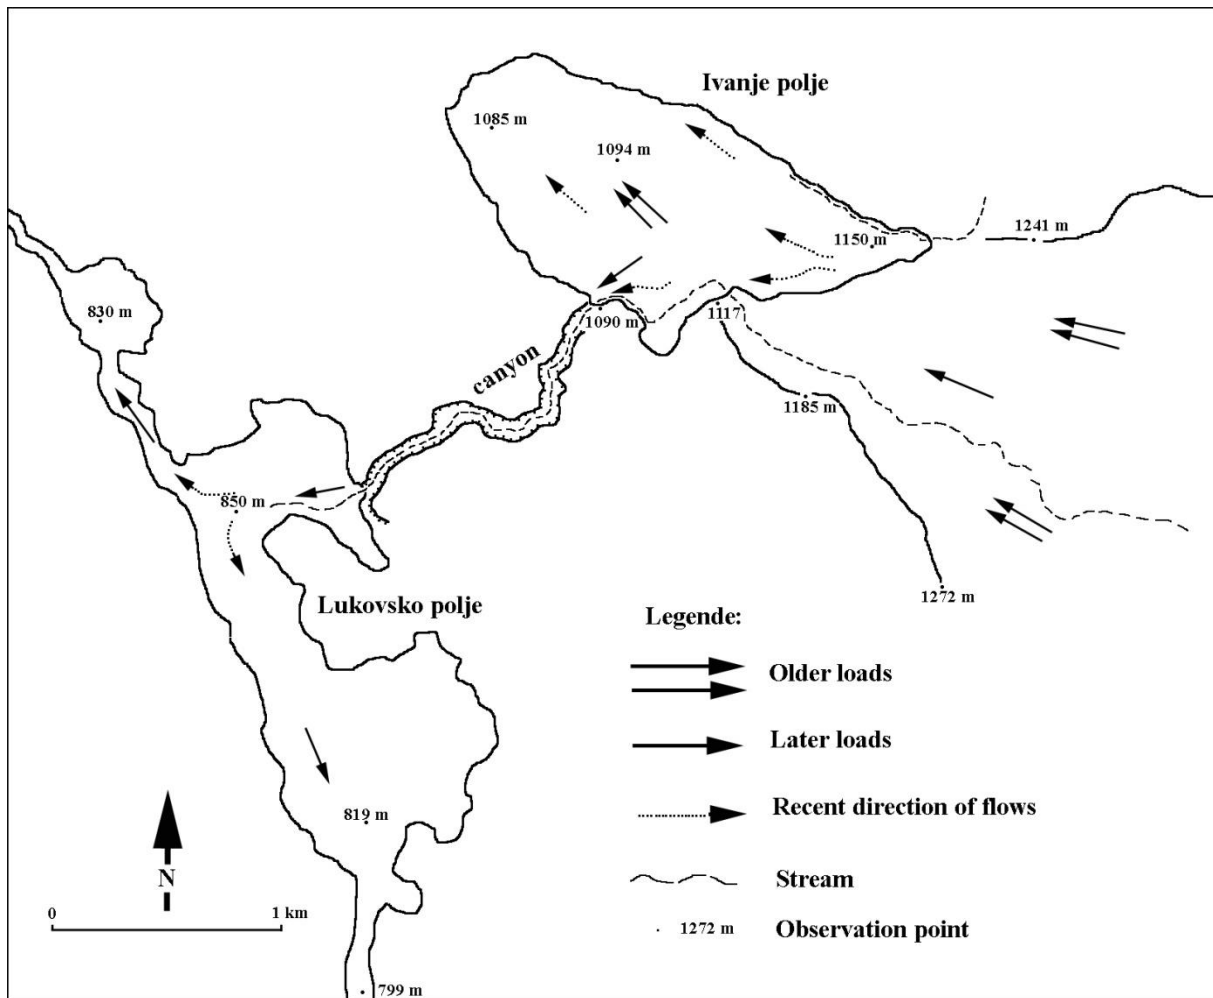 Ivanje polje
1085 m
1094 m
1150 m
1241 m
830 m
1090 m
1117
canyon
1185 m
850 m
1272 m
Lukovsko polje
Legende:
Older loads
Later loads
819 m
Recent direction of flows
N
Stream
0
1 km
1272 m
Observation point
799 m